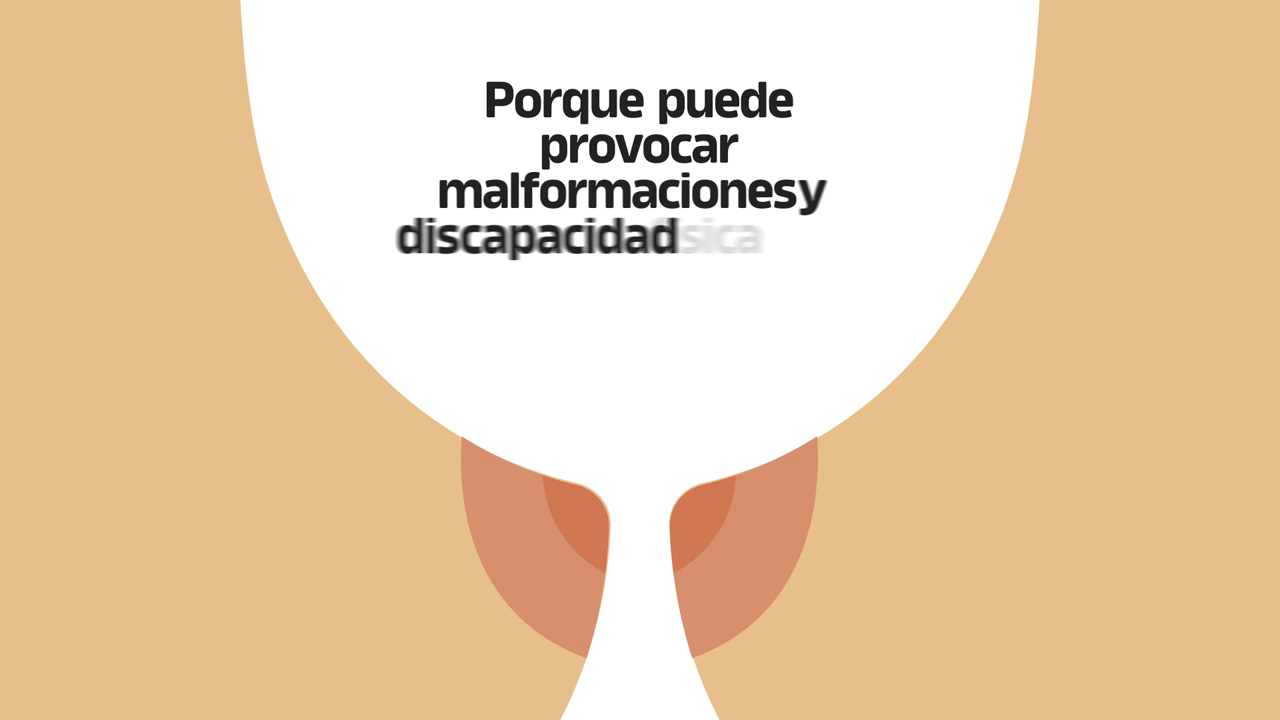 Porque puede
provocar
malformaciones y
discapacidad